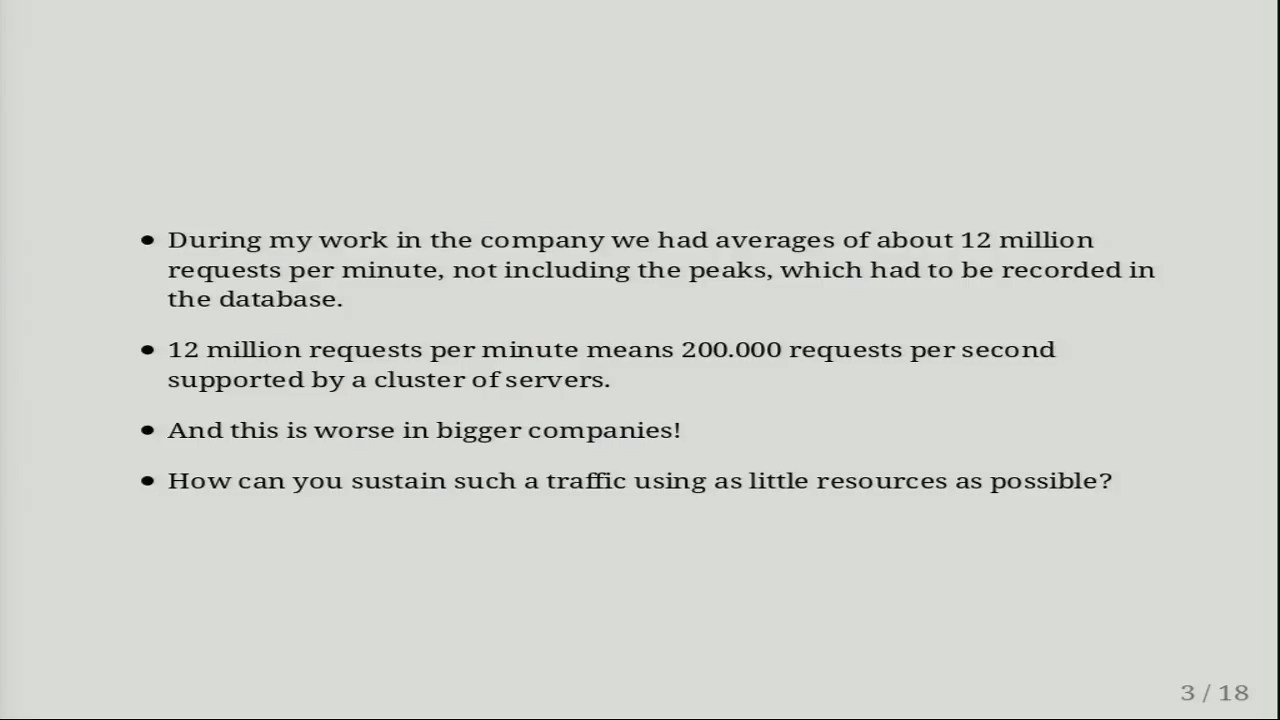 • During my work in the company we had averages of about 12 million
requests per minute, not including the peaks, which had to be recorded in
the database.
• 12 million requests per minute means 200.000 requests per second
supported by a cluster of servers.
• And this is worse in bigger companies!
• How can you sustain such a traffic using as little resources as possible?
3 / 18